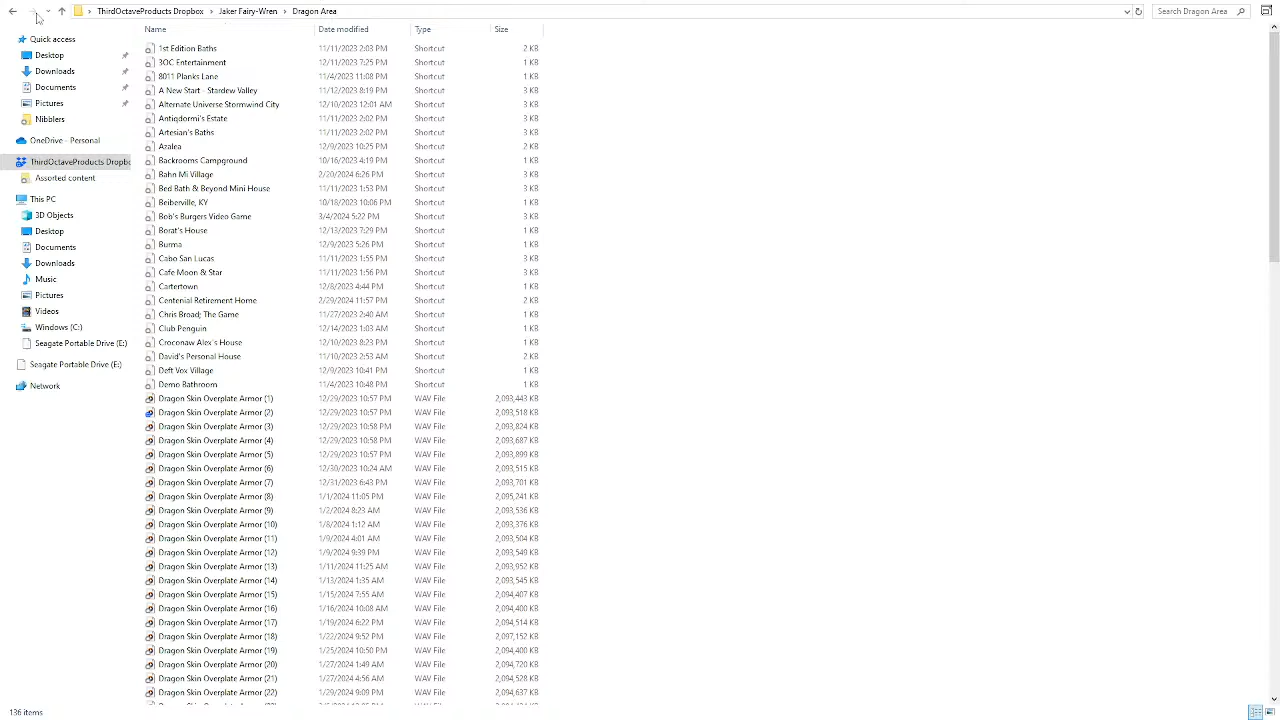 ThirdOctaveProducts Dropbox > Jaker Fairy-Wren > Dragon Area Search Dragon Area
Name Date modified Type Size
Quick access
Desktop
Downloads
Documents
Pictures
Nibblers
OneDrive - Personal
ThirdOctaveProducts Dropbo
Assorted content
This PC
3D Objects
Desktop
Documents
Downloads
Music
Pictures
Videos
Windows (C:)
Seagate Portable Drive (E:)
Seagate Portable Drive (E:)
Network
1st Edition Baths 11/11/2023 2:03 PM Shortcut 2 KB
3OC Entertainment 12/11/2023 7:25 PM Shortcut 1 KB
8011 Planks Lane 11/4/2023 11:08 PM Shortcut 1 KB
A New Start - Stardew Valley 11/12/2023 8:19 PM Shortcut 3 KB
Alternate Universe Stormwind City 12/10/2023 12:01 AM Shortcut 3 KB
Antiqdormi's Estate 11/11/2023 2:02 PM Shortcut 3 KB
Artesian's Baths 11/11/2023 2:02 PM Shortcut 3 KB
Azalea 12/9/2023 10:25 PM Shortcut 2 KB
Backrooms Campground 10/16/2023 4:19 PM Shortcut 1 KB
Bahn Mi Village 2/20/2024 6:26 PM Shortcut 3 KB
Bed Bath & Beyond Mini House 11/11/2023 1:53 PM Shortcut 3 KB
Beiberville, KY 10/18/2023 10:06 PM Shortcut 1 KB
Bob's Burgers Video Game 3/4/2024 5:22 PM Shortcut 3 KB
Borat's House 12/13/2023 7:29 PM Shortcut 1 KB
Burma 12/9/2023 5:26 PM Shortcut 1 KB
Cabo San Lucas 11/11/2023 1:55 PM Shortcut 3 KB
Cafe Moon & Star 11/11/2023 1:56 PM Shortcut 3 KB
Cartertown 12/8/2023 4:44 PM Shortcut 1 KB
Centenial Retirement Home 2/29/2024 11:57 PM Shortcut 2 KB
Chris Broad; The Game 11/27/2023 2:40 AM Shortcut 1 KB
Club Penguin 12/14/2023 1:03 AM Shortcut 1 KB
Croconaw Alex's House 12/10/2023 8:23 PM Shortcut 1 KB
David's Personal House 11/10/2023 2:53 AM Shortcut 2 KB
Deft Vox Village 12/9/2023 10:41 PM Shortcut 1 KB
Demo Bathroom 11/4/2023 10:48 PM Shortcut 1 KB
Dragon Skin Overplate Armor (1) 12/29/2023 10:57 PM WAV File 2,093,443 KB
Dragon Skin Overplate Armor (2) 12/29/2023 10:57 PM WAV File 2,093,518 KB
Dragon Skin Overplate Armor (3) 12/29/2023 10:58 PM WAV File 2,093,824 KB
Dragon Skin Overplate Armor (4) 12/29/2023 10:58 PM WAV File 2,093,687 KB
Dragon Skin Overplate Armor (5) 12/29/2023 10:57 PM WAV File 2,093,899 KB
Dragon Skin Overplate Armor (6) 12/30/2023 10:24 AM WAV File 2,093,515 KB
Dragon Skin Overplate Armor (7) 12/31/2023 6:43 PM WAV File 2,093,701 KB
Dragon Skin Overplate Armor (8) 1/1/2024 11:05 PM WAV File 2,095,241 KB
Dragon Skin Overplate Armor (9) 1/2/2024 8:23 AM WAV File 2,093,536 KB
Dragon Skin Overplate Armor (10) 1/8/2024 1:12 AM WAV File 2,093,376 KB
Dragon Skin Overplate Armor (11) 1/9/2024 4:01 AM WAV File 2,093,504 KB
Dragon Skin Overplate Armor (12) 1/9/2024 9:39 PM WAV File 2,093,549 KB
Dragon Skin Overplate Armor (13) 1/11/2024 11:25 AM WAV File 2,093,952 KB
Dragon Skin Overplate Armor (14) 1/13/2024 1:35 AM WAV File 2,093,545 KB
Dragon Skin Overplate Armor (15) 1/15/2024 7:55 AM WAV File 2,094,407 KB
Dragon Skin Overplate Armor (16) 1/16/2024 10:08 AM WAV File 2,094,400 KB
Dragon Skin Overplate Armor (17) 1/19/2024 6:22 PM WAV File 2,094,514 KB
Dragon Skin Overplate Armor (18) 1/22/2024 9:52 PM WAV File 2,097,152 KB
Dragon Skin Overplate Armor (19) 1/25/2024 10:50 PM WAV File 2,094,400 KB
Dragon Skin Overplate Armor (20) 1/27/2024 1:49 AM WAV File 2,094,720 KB
Dragon Skin Overplate Armor (21) 1/27/2024 4:56 AM WAV File 2,094,528 KB
Dragon Skin Overplate Armor (22) 1/29/2024 9:09 PM WAV File 2,094,637 KB
136 items